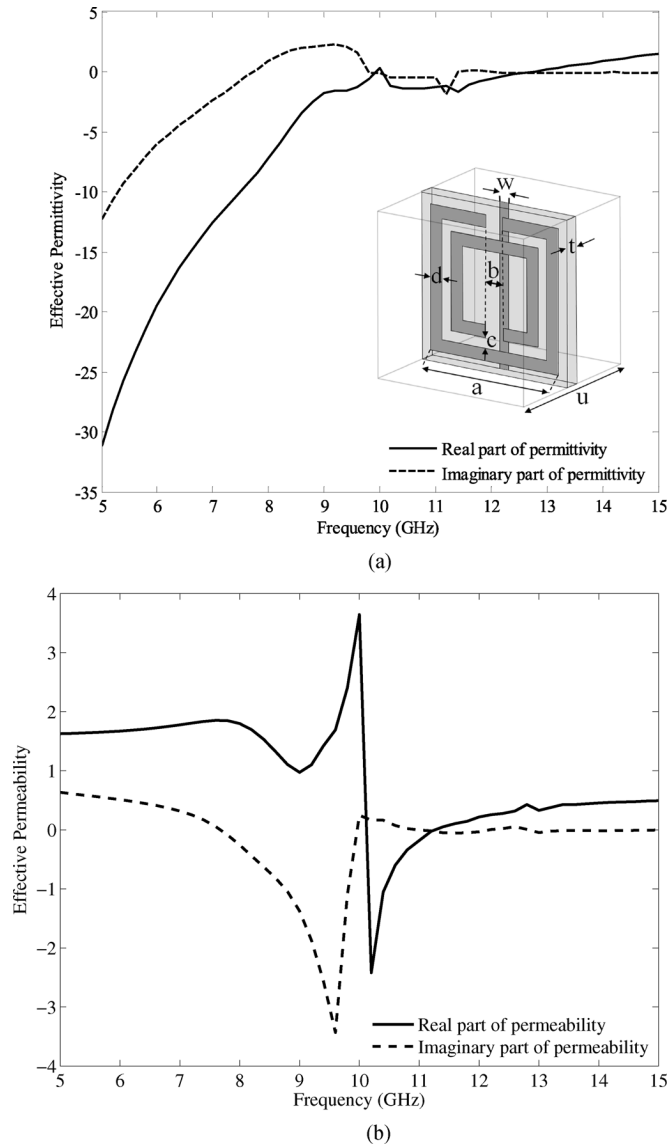 5
0
-5
-10
-15
-20
-25
-30
-35
Effective Permittivity
w
t
b
d
c
a
u
Real part of permittivity
Imaginary part of permittivity
5 6 7 8 9 10 11 12 13 14 15
Frequency (GHz)
(a)
4
3
2
1
0
−1
−2
−3
−4
Effective Permeability
Real part of permeability
Imaginary part of permeability
5 6 7 8 9 10 11 12 13 14 15
Frequency (GHz)
(b)